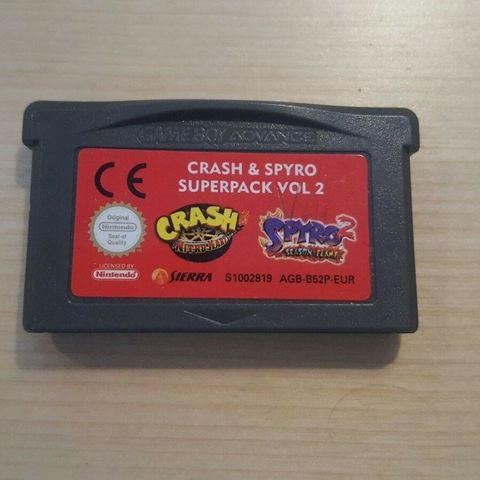 GAME BOY ADVANCE
CE
CRASH & SPYRO
SUPERPACK VOL 2
Original
Nintendo
Seal of
Quality
CRASH
NITRO KART
SPYRO 2
SEASON FLAME
LICENSED BY
Nintendo
SIERRA
S1002819 AGB-B52P-EUR